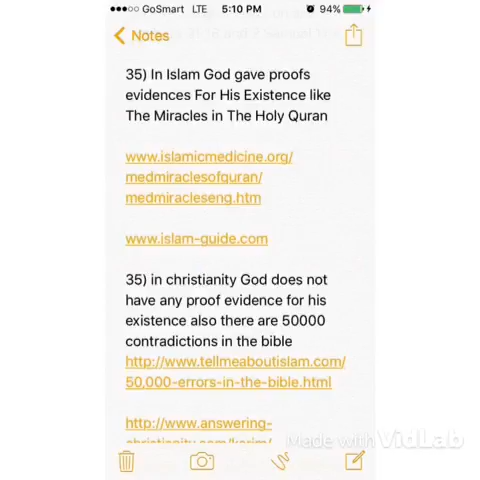 GoSmart LTE 5:10 PM 94%
Notes
35) In Islam God gave proofs
evidences For His Existence like
The Miracles in The Holy Quran
www.islamicmedicine.org/
medmiraclesofquran/
medmiracleseng.htm
www.islam-guide.com
35) in christianity God does not
have any proof evidence for his
existence also there are 50000
contradictions in the bible
http://www.tellmeaboutislam.com/
50,000-errors-in-the-bible.html
http://www.answering-
christianity.com/karim/
Made with VidLab